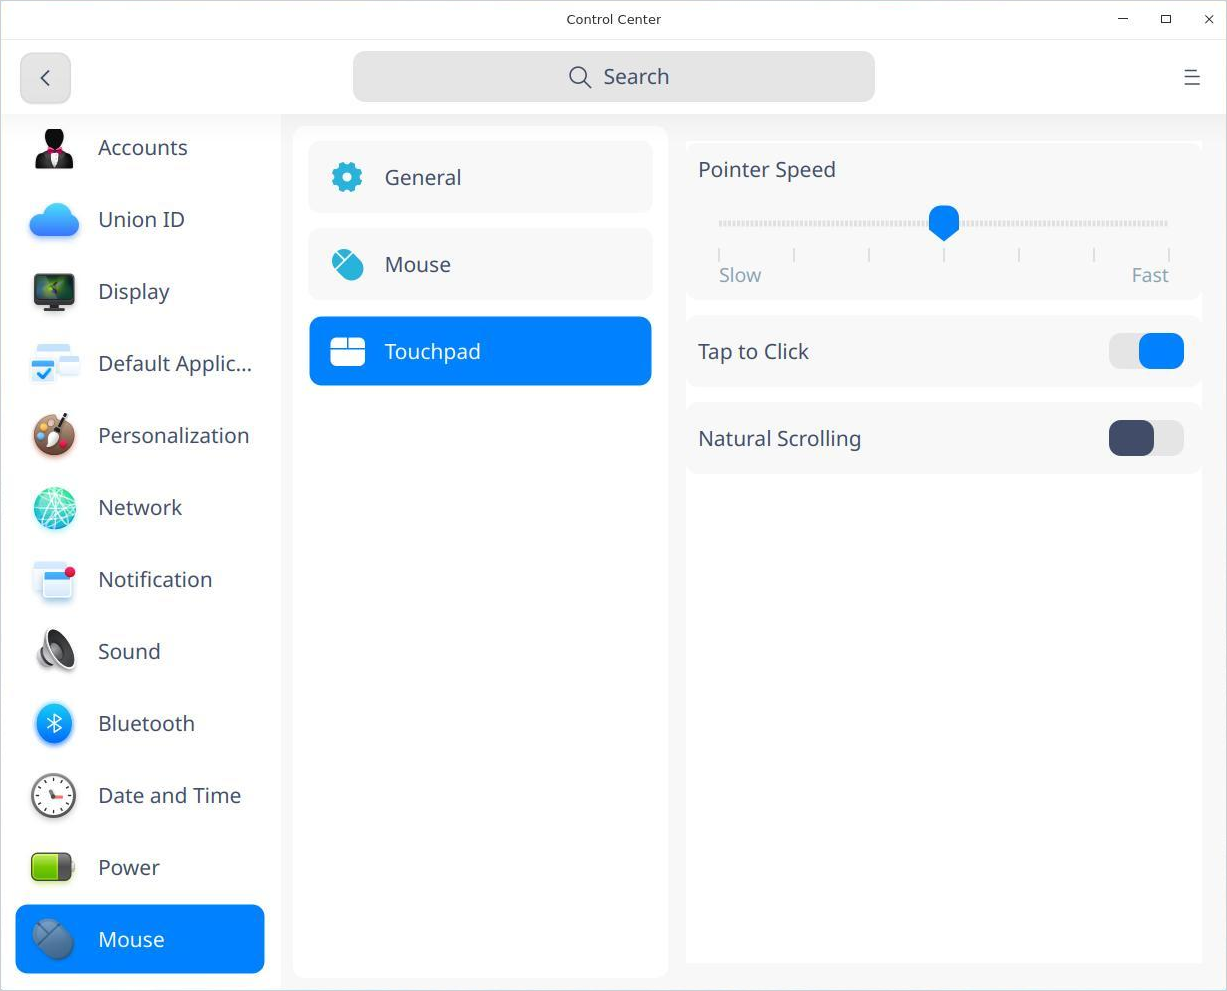 Control Center
Search
Accounts
Union ID
Display
Default Applic...
Personalization
Network
Notification
Sound
Bluetooth
Date and Time
Power
Mouse
General
Mouse
Touchpad
Pointer Speed
Slow Fast
Tap to Click
Natural Scrolling